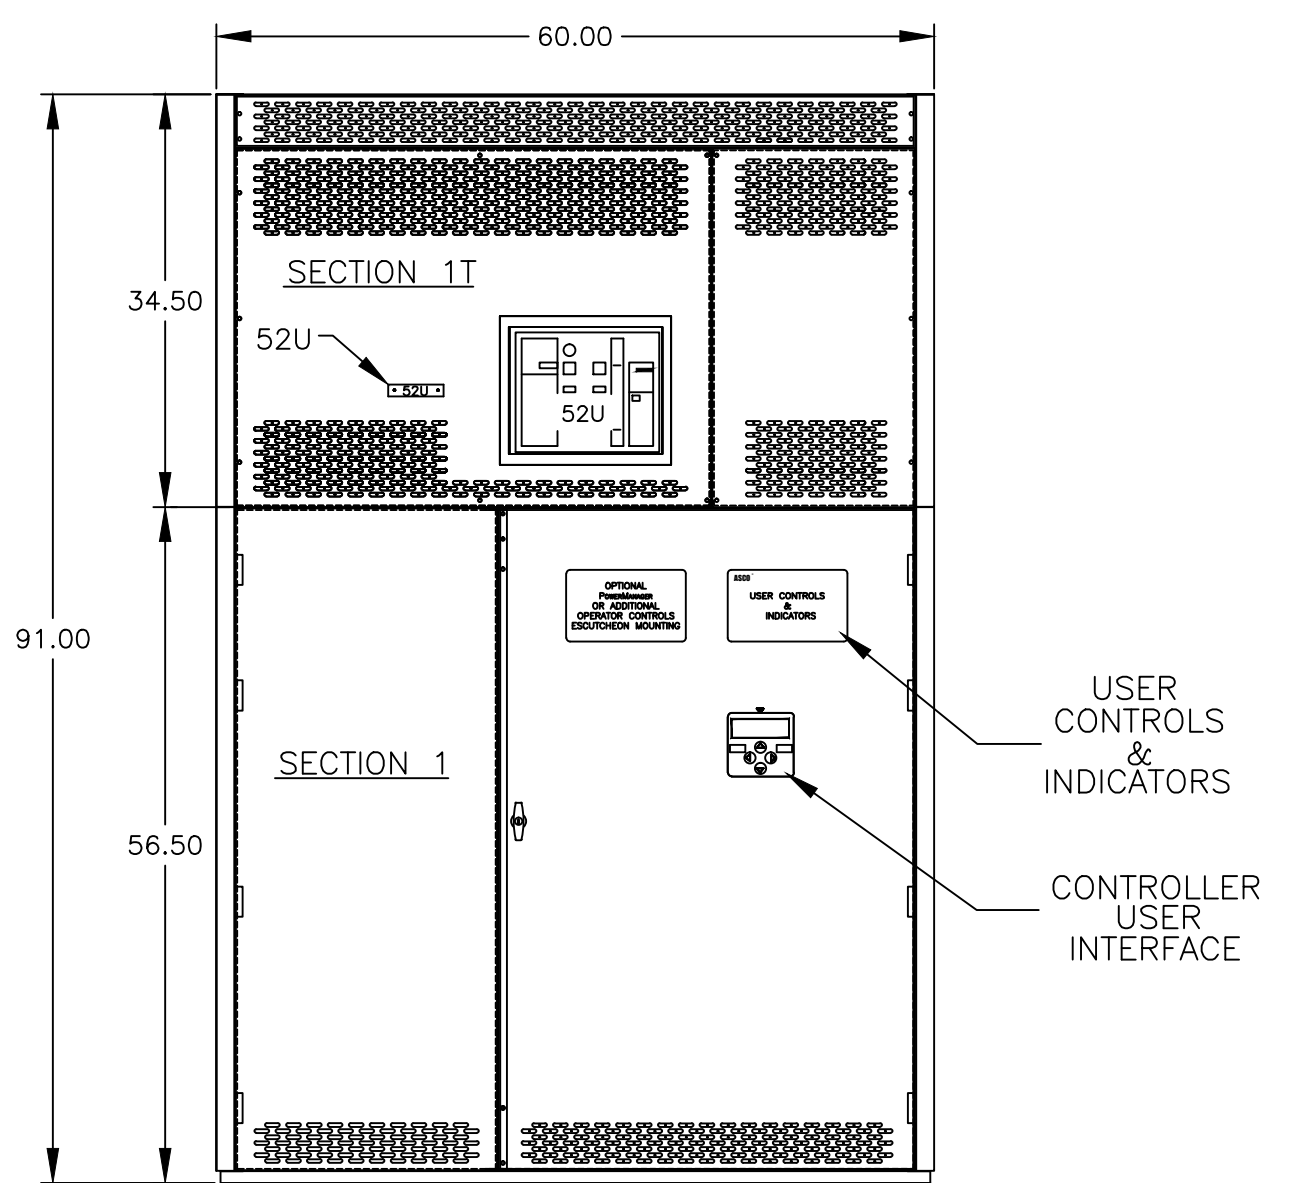 60.00
SECTION 1T
34.50
52U
52U
52U
OPTIONAL
POWERMANAGER
OR ADDITIONAL
OPERATOR CONTROLS
ESCUTCHEON MOUNTING
ASCO
USER CONTROLS
&
INDICATORS
91.00
USER
CONTROLS
&
INDICATORS
SECTION 1
56.50
CONTROLLER
USER
INTERFACE